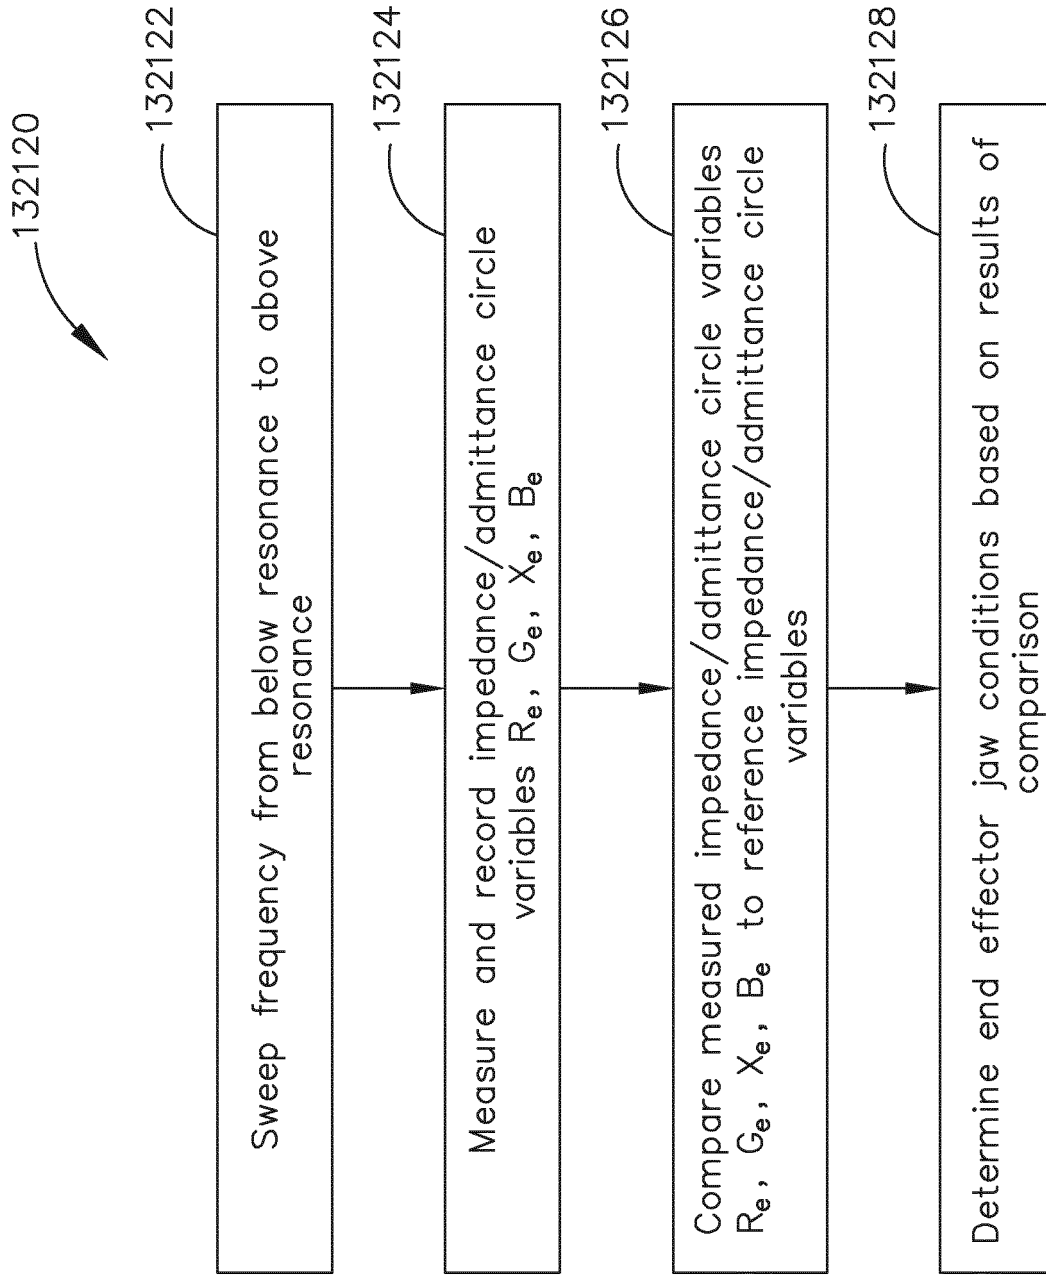 132120
132122
Sweep frequency from below resonance to above
resonance
132124
Measure and record impedance/admittance circle
variables Re, Ge, Xe, Be
132126
Compare measured impedance/admittance circle variables
Re, Ge, Xe, Be to reference impedance/admittance circle
variables
132128
Determine end effector jaw conditions based on results of
comparison